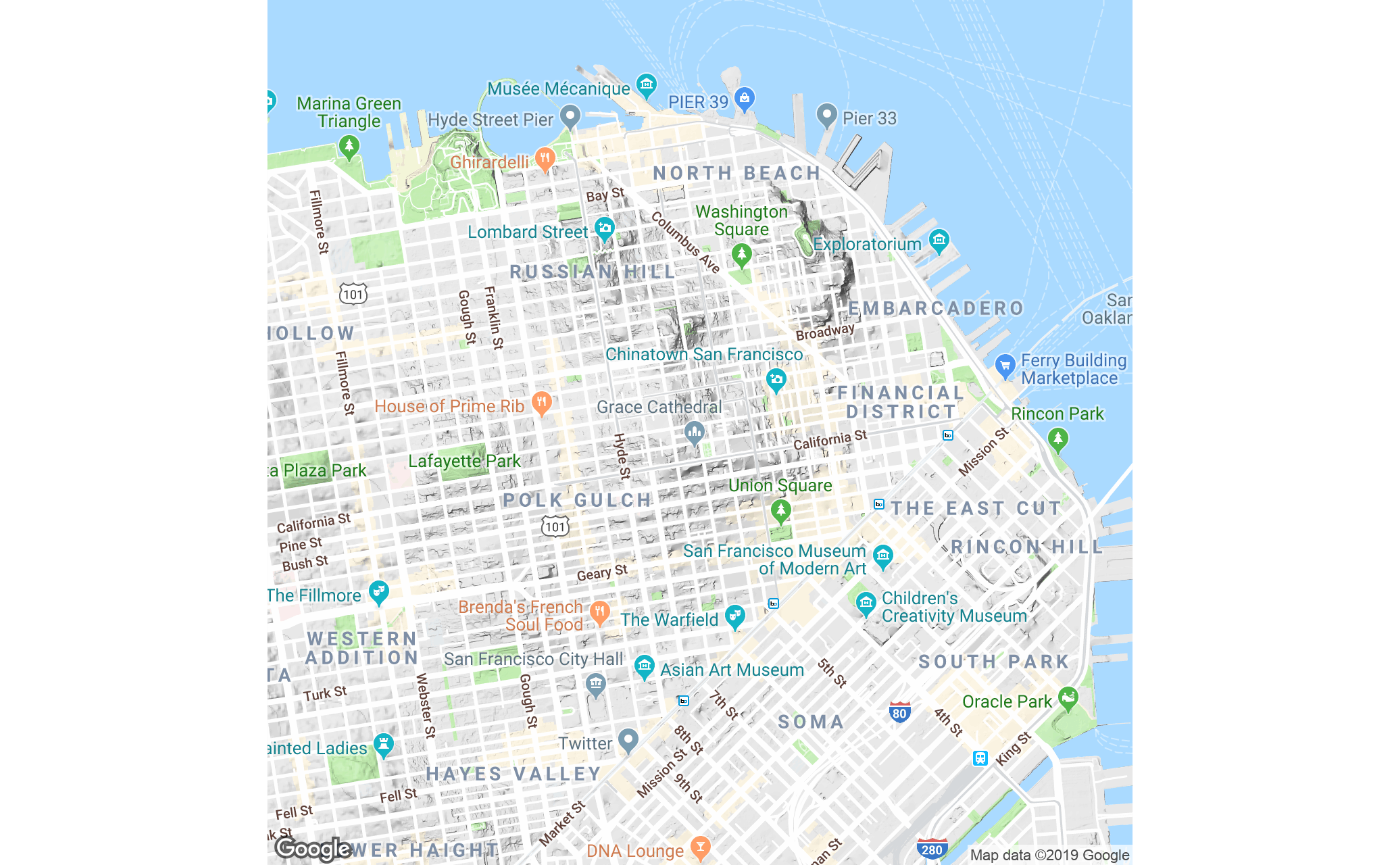 Musée Mécanique
PIER 39
Marina Green
Triangle
Hyde Street Pier
Pier 33
Ghirardelli
NORTH BEACH
Bay St
Fillmore St
Washington
Square
Columbus Ave
Lombard Street
Exploratorium
RUSSIAN HILL
101
Gough St
Franklin St
San
Oaklan
EMBARCADERO
Broadway
HOLLOW
Fillmore St
Chinatown San Francisco
Ferry Building
Marketplace
FINANCIAL
DISTRICT
House of Prime Rib
Grace Cathedral
Rincon Park
Hyde St
California St
Mission St
ta Plaza Park
Lafayette Park
Union Square
POLK GULCH
THE EAST CUT
California St
101
Pine St
Bush St
San Francisco Museum
of Modern Art
RINCON HILL
Geary St
The Fillmore
Brenda's French
Soul Food
The Warfield
Children's
Creativity Museum
WESTERN
ADDITION
San Francisco City Hall
Asian Art Museum
5th St
SOUTH PARK
TA
Turk St
Webster St
Gough St
7th St
Oracle Park
80
4th St
SOMA
King St
ainted Ladies
Twitter
8th St
HAYES VALLEY
Mission St
9th St
Fell St
Fell St
Market St
k St
Google
WER HAIGHT
DNA Lounge
man St
280
Map data ©2019 Google